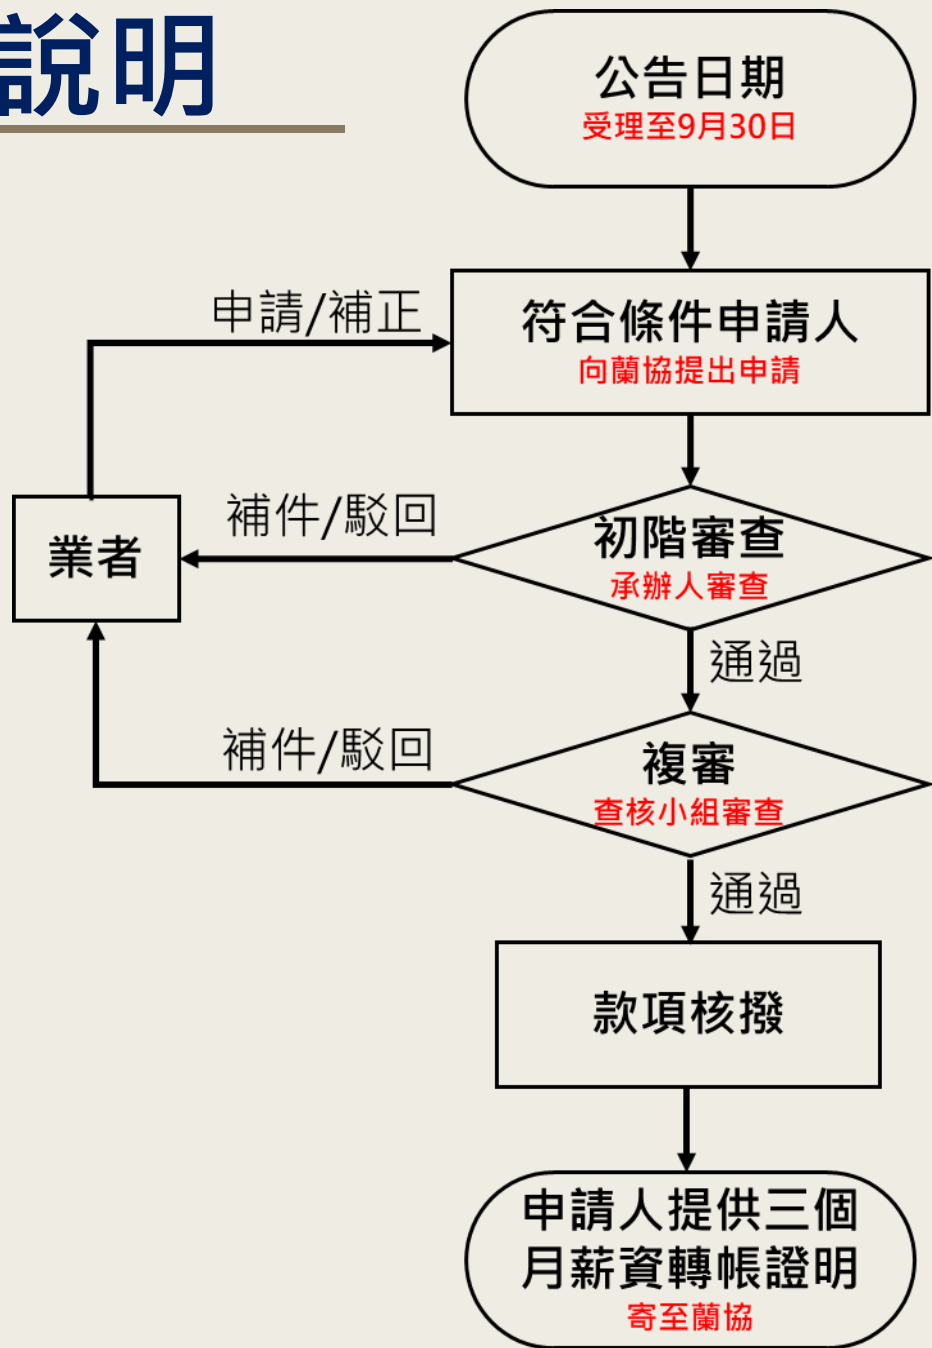 說明
公告日期
受理至9月30日
符合條件申請人
向蘭協提出申請
申請/補正
業者
補件/駁回
初階審查
承辦人審查
通過
補件/駁回
複審
查核小組審查
通過
款項核撥
申請人提供三個
月薪資轉帳證明
寄至蘭協